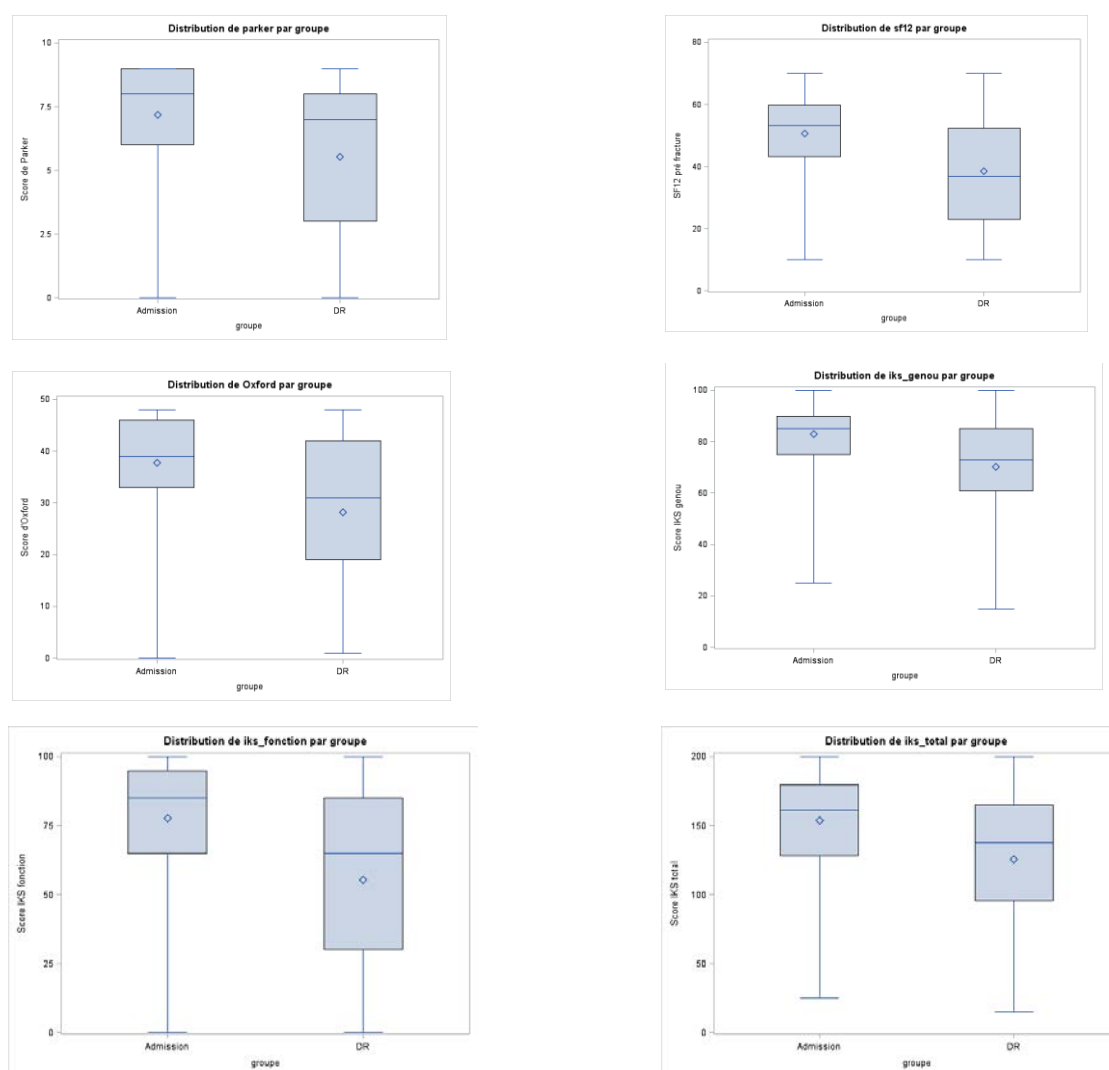 Distribution de parker par groupe
10
7.5
5
2.5
0
Score de Parker
Admission
DR
groupe
Distribution de sf12 par groupe
80
60
40
20
0
SF12 pré fracture
Admission
DR
groupe
Distribution de Oxford par groupe
50
40
30
20
10
0
Score d'Oxford
Admission
DR
groupe
Distribution de iks_genou par groupe
100
80
60
40
20
0
Score IKS genou
Admission
DR
groupe
Distribution de iks_fonction par groupe
100
75
50
25
0
Score IKS fonction
Admission
DR
groupe
Distribution de iks_total par groupe
200
150
100
50
0
Score IKS total
Admission
DR
groupe